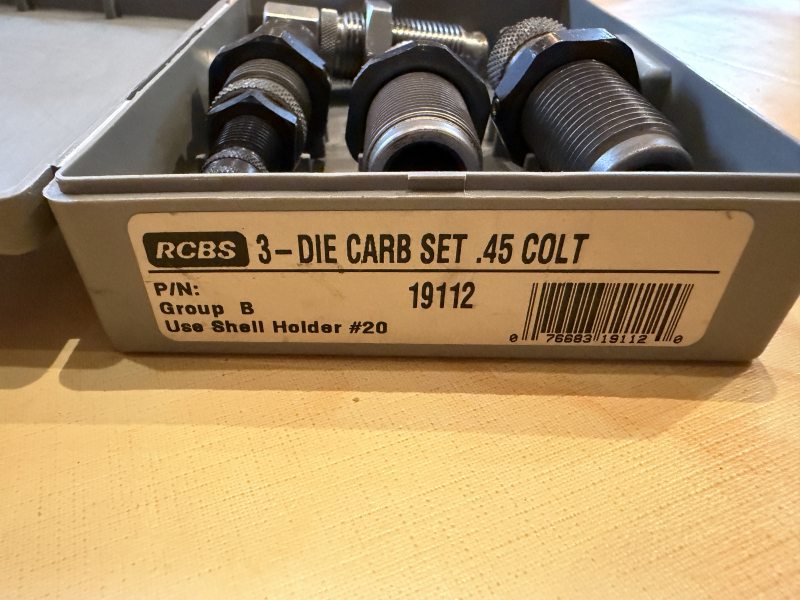 RCBS 3-DIE CARB SET .45 COLT
P/N: 19112
Group B
Use Shell Holder #20
0 76683 19112 0